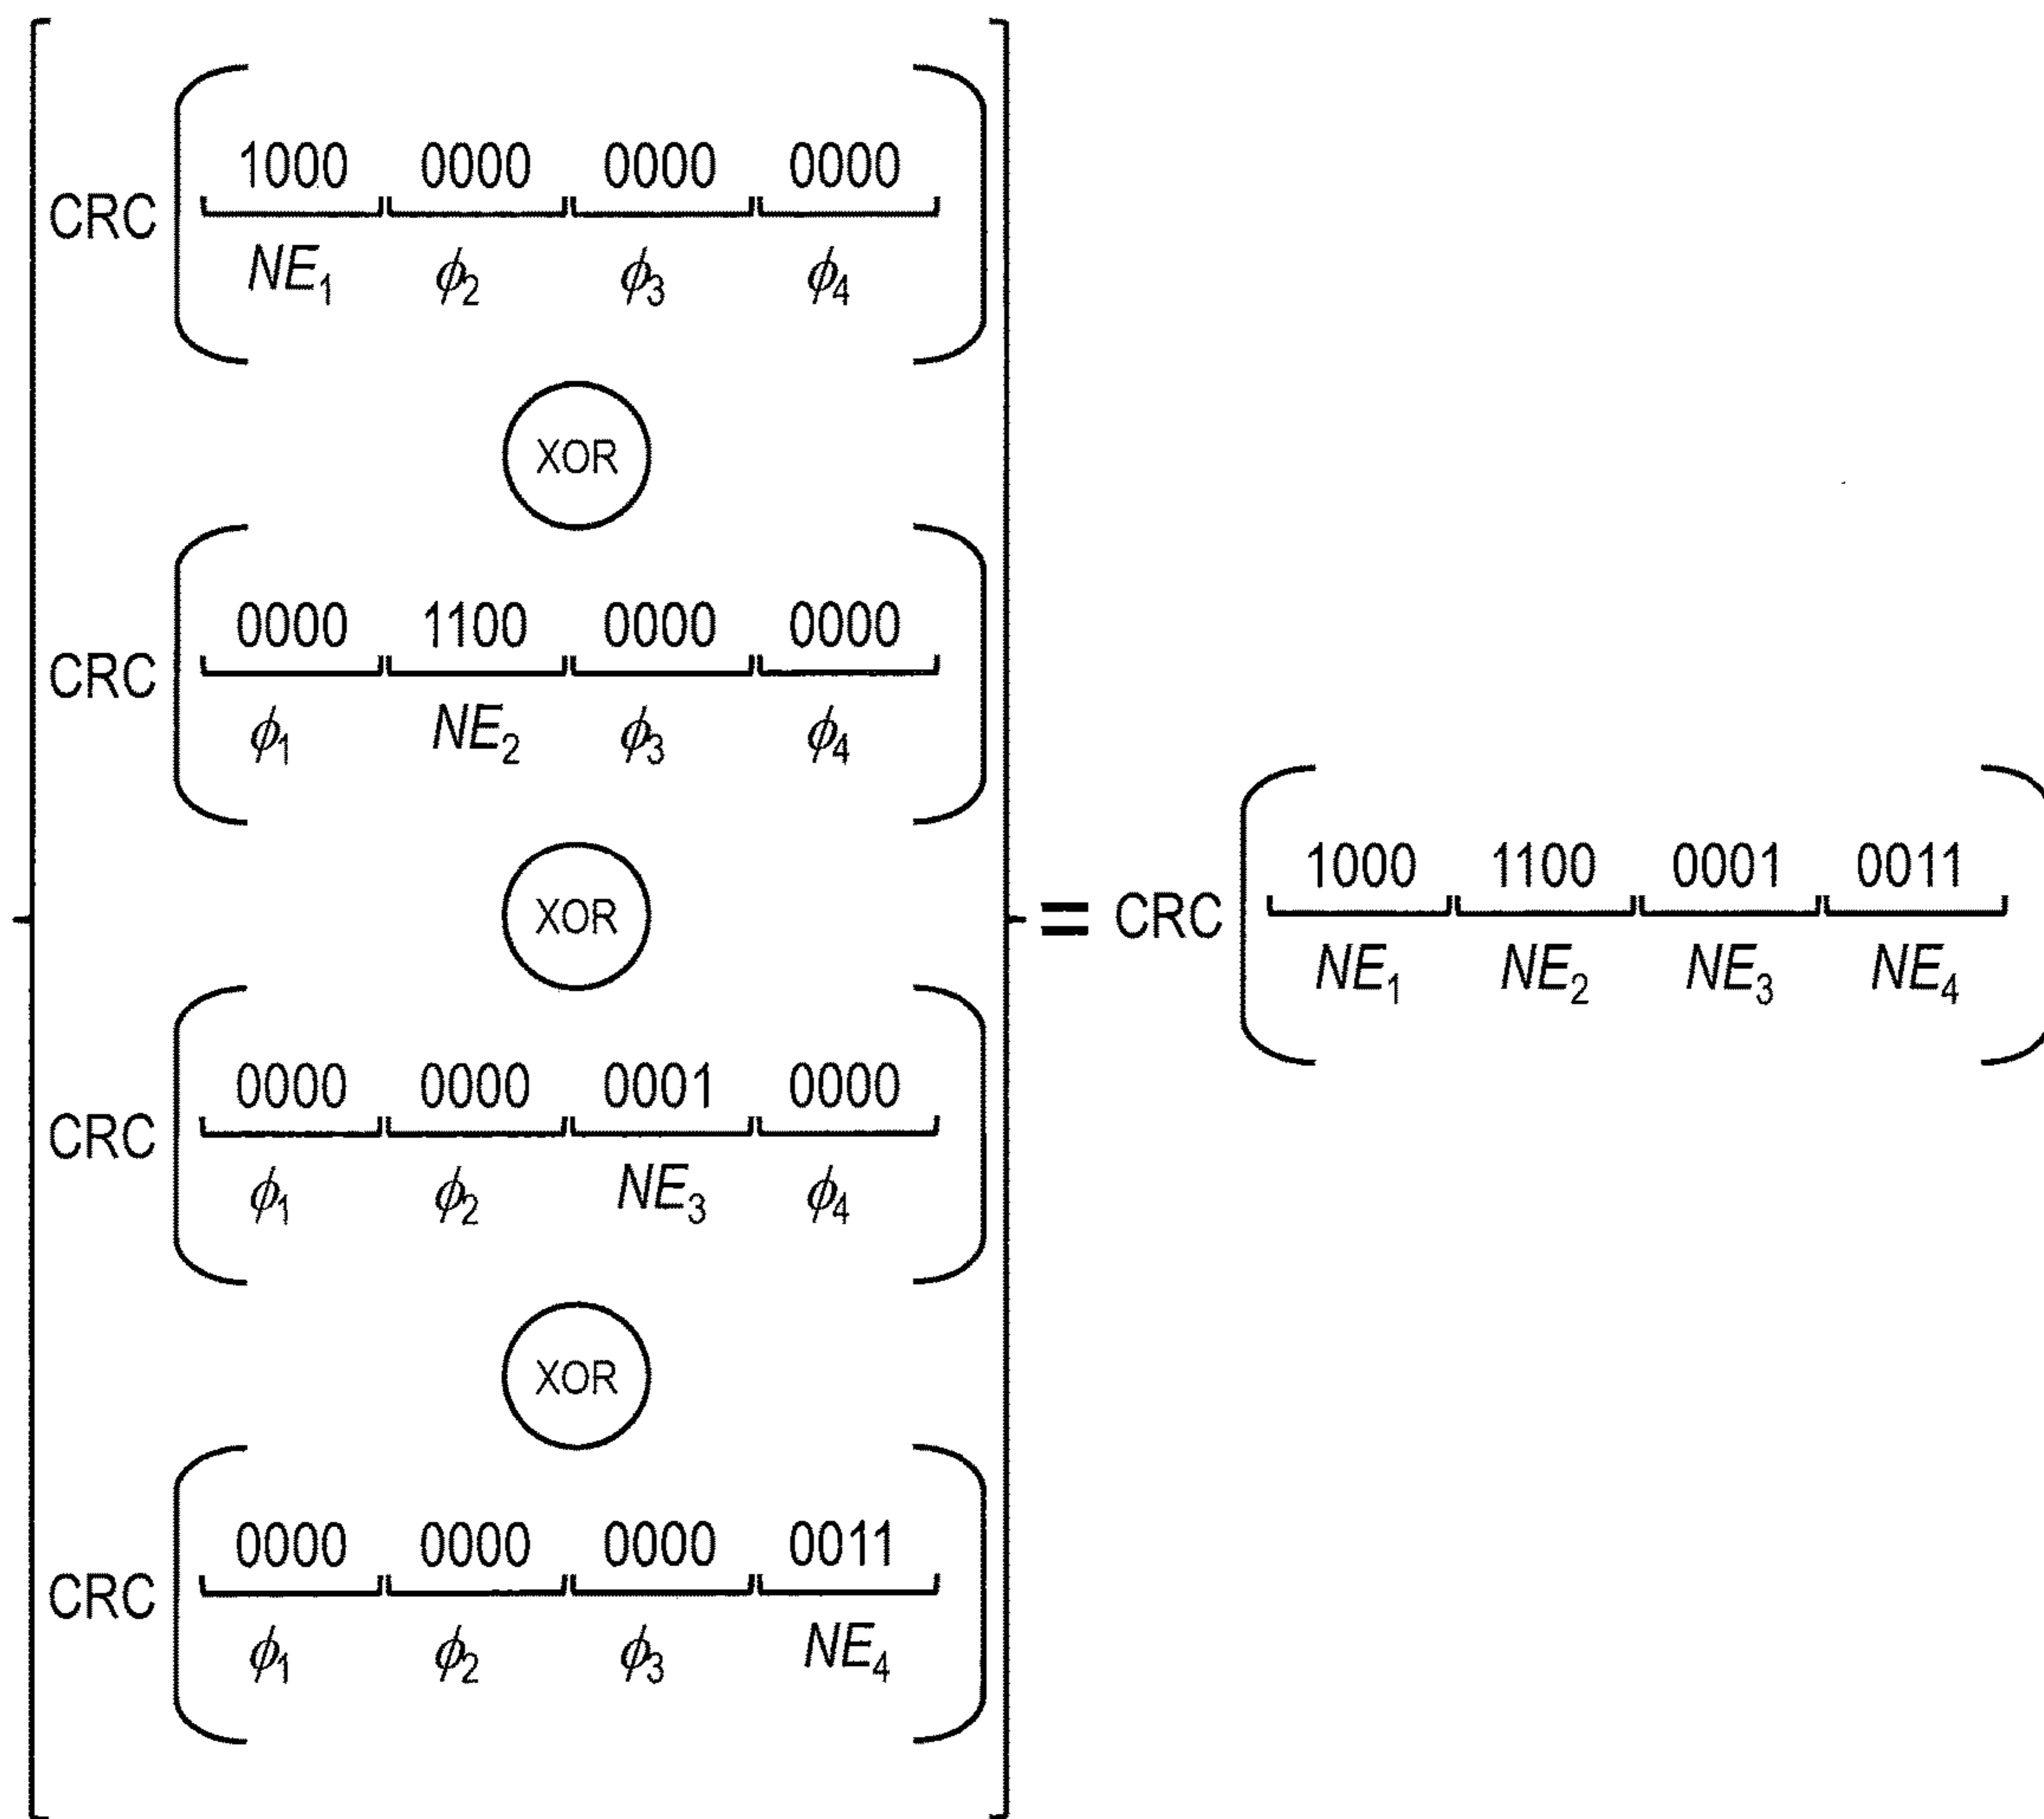 1000 0000 0000 0000
CRC
NE₁ ϕ₂ ϕ₃ ϕ₄
XOR
0000 1100 0000 0000
CRC
ϕ₁ NE₂ ϕ₃ ϕ₄
XOR
0000 0000 0001 0000
CRC
ϕ₁ ϕ₂ NE₃ ϕ₄
XOR
0000 0000 0000 0011
CRC
ϕ₁ ϕ₂ ϕ₃ NE₄
=
1000 1100 0001 0011
CRC
NE₁ NE₂ NE₃ NE₄